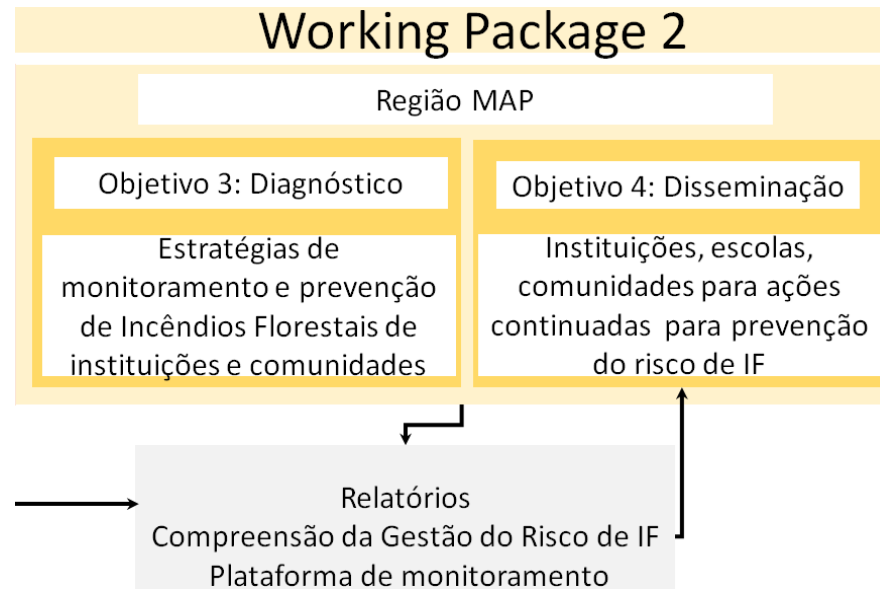 Working Package 2
Região MAP
Objetivo 3: Diagnóstico
Estratégias de
monitoramento e prevenção
de Incêndios Florestais de
instituições e comunidades
Objetivo 4: Disseminação
Instituições, escolas,
comunidades para ações
continuadas para prevenção
do risco de IF
Relatórios
Compreensão da Gestão do Risco de IF
Plataforma de monitoramento